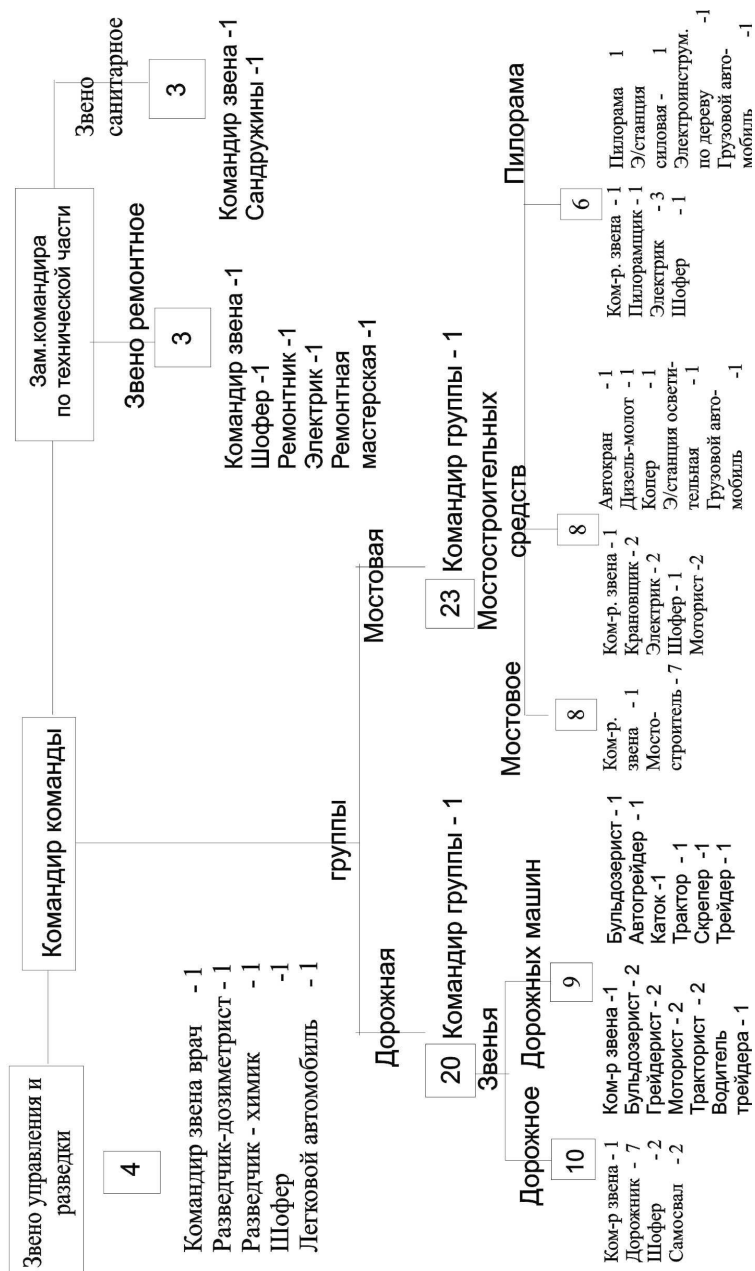 Звено управления и
разведки
4
Командир звена врач - 1
Разведчик-дозиметрист - 1
Разведчик - химик - 1
Шофер -1
Легковой автомобиль - 1
Командир команды
Зам.командира
по технической части
Звено ремонтное
3
Командир звена -1
Шофер -1
Ремонтник -1
Электрик -1
Ремонтная
мастерская -1
Звено
санитарное
3
Командир звена -1
Сандружины -1
группы
Дорожная
20
Командир группы - 1
Звенья
Дорожное
10
Ком-р звена - 1
Дорожник - 7
Шофер - 2
Самосвал - 2
Дорожных машин
9
Ком-р звена -1
Бульдозерист - 2
Грейдерист - 2
Моторист - 2
Тракторист - 2
Водитель
трейдера - 1
Бульдозерист - 1
Автогрейдер - 1
Каток -1
Трактор - 1
Скрепер -1
Трейдер - 1
Мостовая
23
Командир группы - 1
Мостовое
8
Ком-р.
звена - 1
Мосто-
строитель - 7
Мостостроительных
средств
8
Ком-р. звена - 1
Крановщик - 2
Электрик - 2
Шофер - 1
Моторист -2
Автокран - 1
Дизель-молот - 1
Копер - 1
Э/станция освети-
тельная - 1
Грузовой авто-
мобиль -1
Пилорама
6
Ком-р. звена - 1
Пилорамщик - 1
Электрик - 3
Шофер - 1
Пилорама 1
Э/станция
силовая - 1
Электроинструм.
по дереву -1
Грузовой авто-
мобиль -1